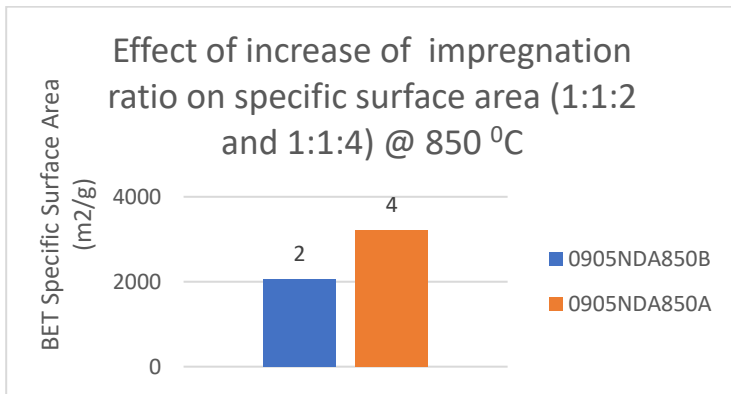 Effect of increase of  impregnation
ratio on specific surface area (1:1:2
and 1:1:4) @ 850 ⁰C
BET Specific Surface Area
(m2/g)
4000
2000
0
2
4
0905NDA850B
0905NDA850A